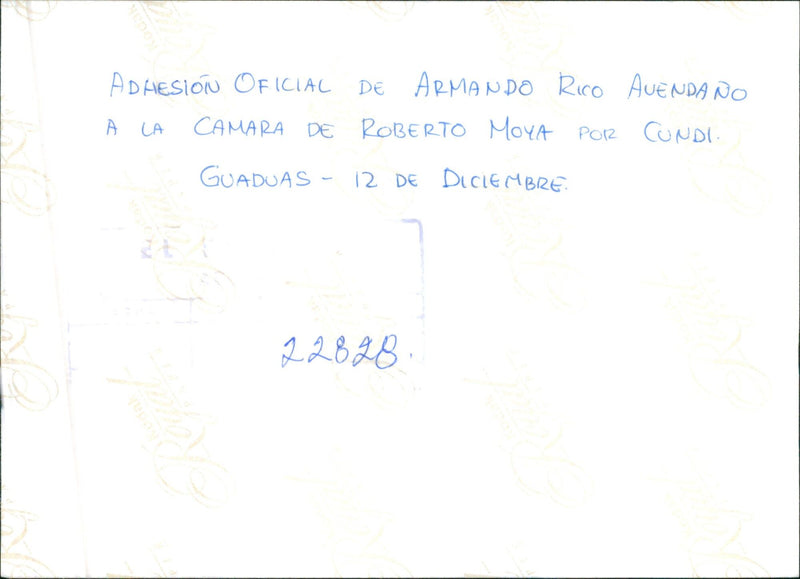 ADHESIÓN OFICIAL DE ARMANDO RICO AVENDAÑO
A LA CAMARA DE ROBERTO MOYA POR CUNDI.
GUADUAS - 12 DE DICIEMBRE.
22828.